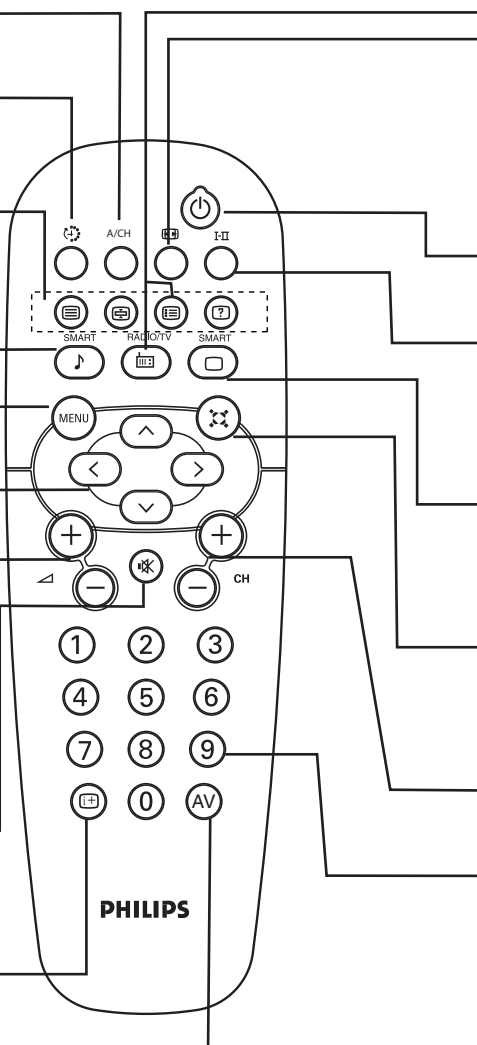 A/CH I-II
?
SMART RADIO/TV SMART
MENU
+ +
− − CH
1 2 3
4 5 6
7 8 9
i+ 0 AV
PHILIPS